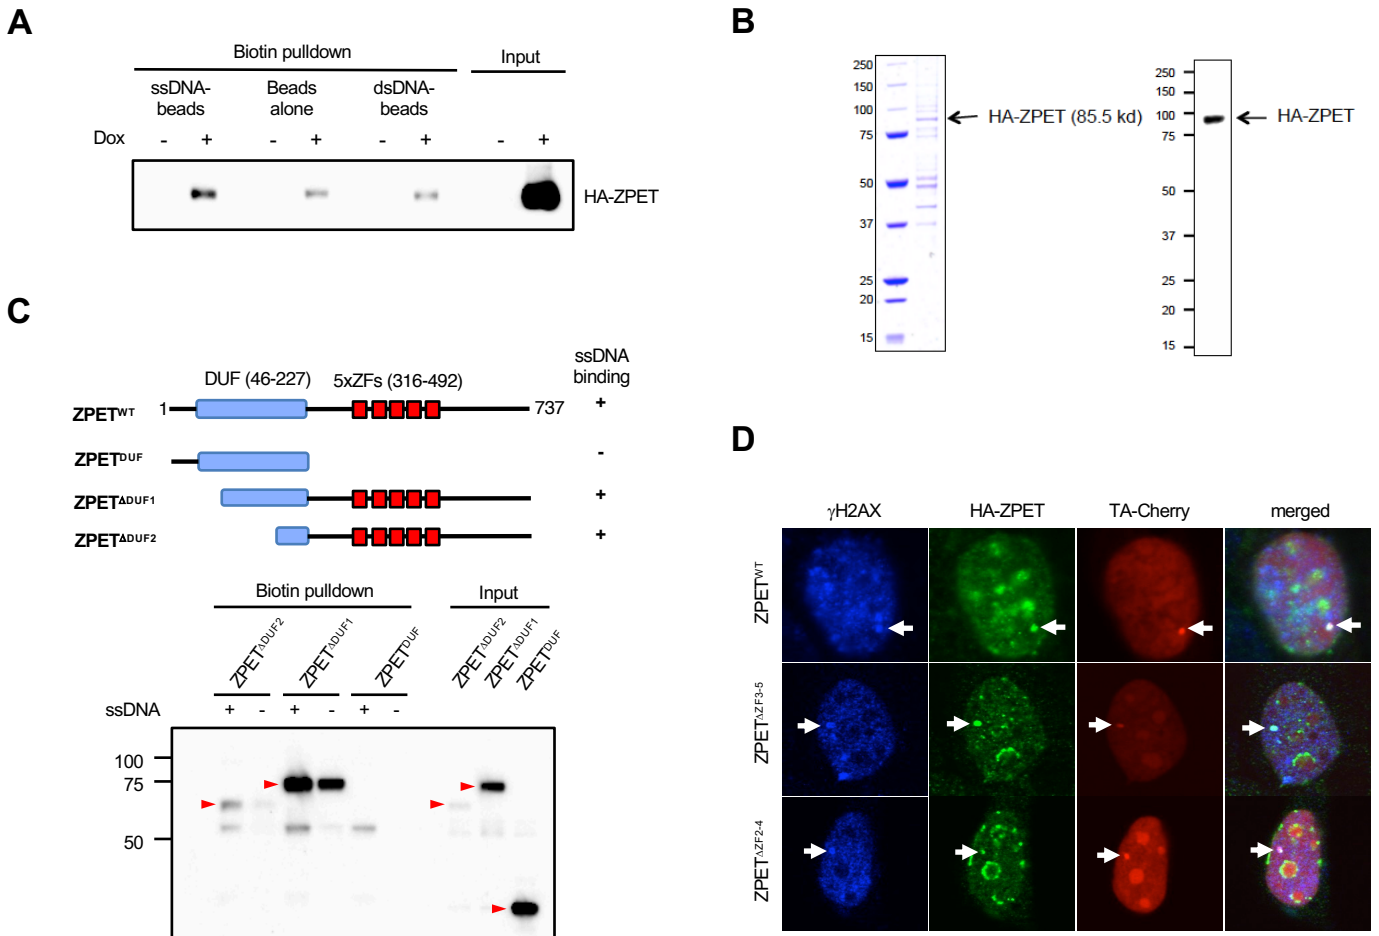 A
Biotin pulldown Input
ssDNA-beads Beads alone dsDNA-beads
Dox - + - + - + - +
HA-ZPET
B
250
150
100
75
50
37
25
20
15
HA-ZPET (85.5 kd)
250
150
100
75
50
37
25
20
15
HA-ZPET
C
ssDNA binding
DUF (46-227) 5xZFs (316-492)
ZPETWT 1 737 +
ZPETDUF -
ZPETΔDUF1 +
ZPETΔDUF2 +
Biotin pulldown Input
ZPETΔDUF2 ZPETΔDUF1 ZPETDUF ZPETΔDUF2 ZPETΔDUF1 ZPETDUF
ssDNA + - + - + -
100
75
50
D
γH2AX HA-ZPET TA-Cherry merged
ZPETWT
ZPETΔZF3-5
ZPETΔZF2-4